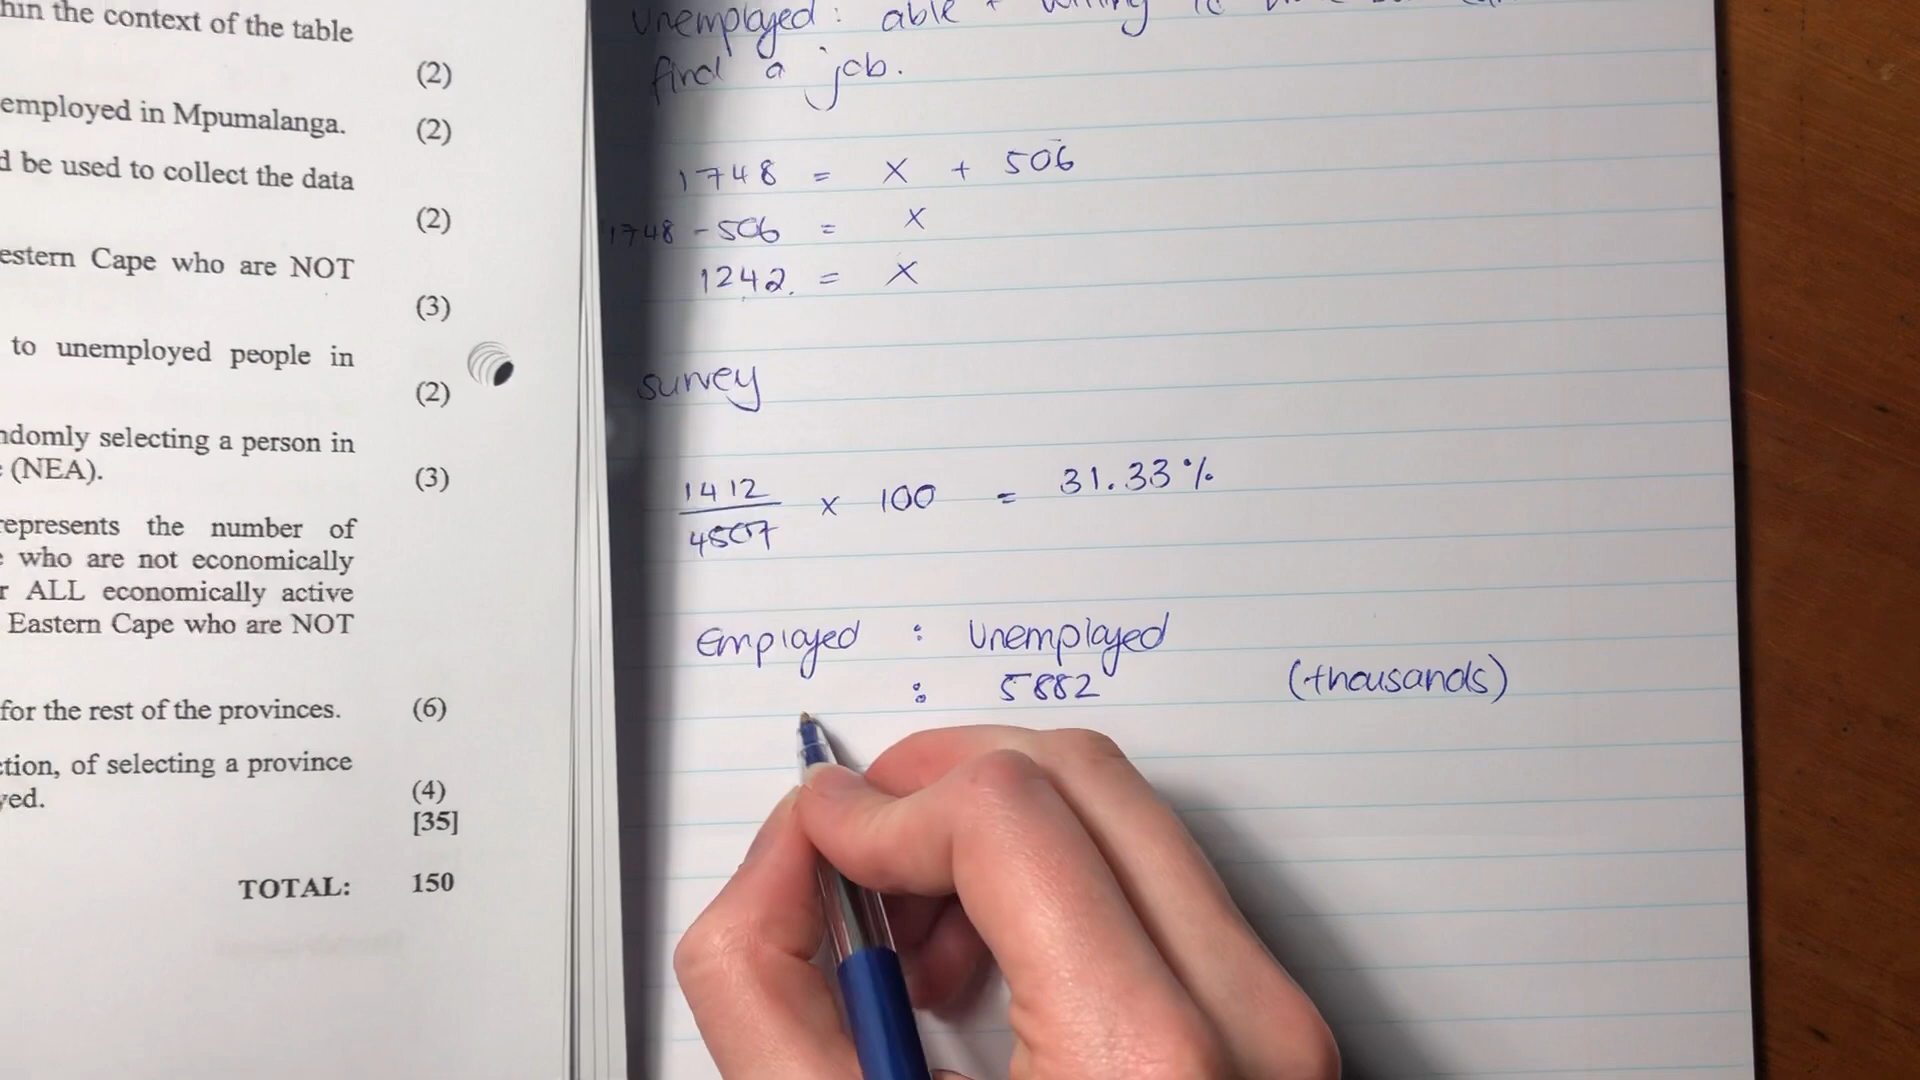 hin the context of the table
(2)
employed in Mpumalanga. (2)
d be used to collect the data
(2)
estern Cape who are NOT
(3)
to unemployed people in
(2)
ndomly selecting a person in
(NEA). (3)
represents the number of
who are not economically
r ALL economically active
Eastern Cape who are NOT
for the rest of the provinces. (6)
ction, of selecting a province
yed. (4)
[35]
TOTAL: 150
Unemployed : able + willing to
find a job.
1748 = x + 506
1748 - 506 = x
1242. = x
survey
1412
4507
x 100 = 31.33%
Employed : Unemployed
: 5882 (thousands)